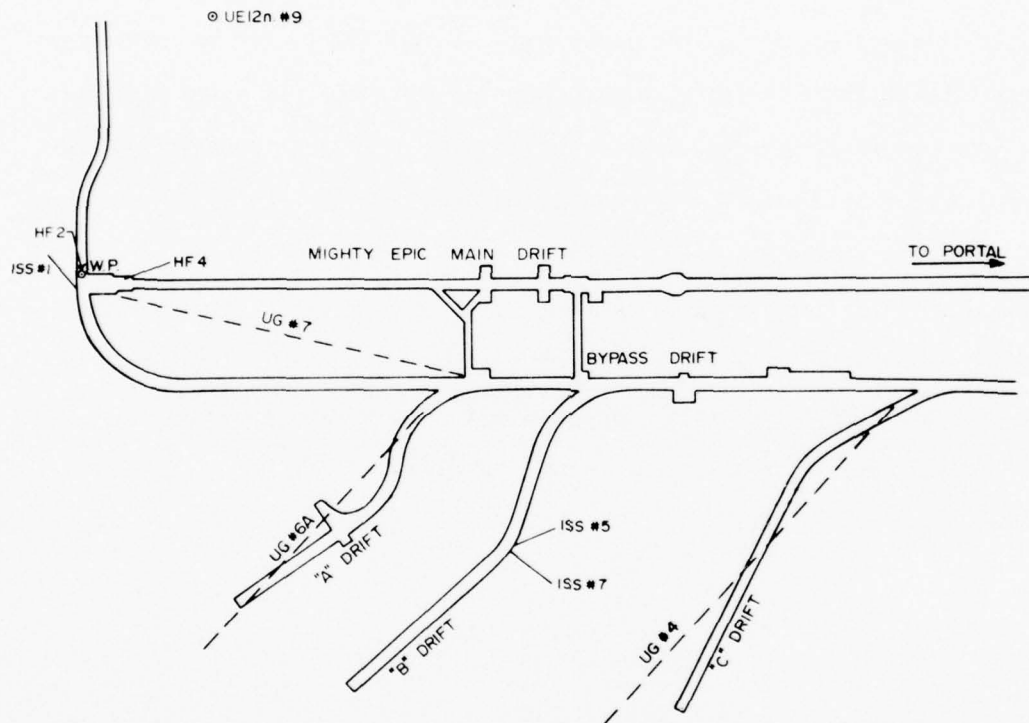 UE12n #9
HF 2
ISS #1
W.P.
HF 4
MIGHTY EPIC MAIN DRIFT
TO PORTAL
UG #7
BYPASS DRIFT
UG #6A
"A" DRIFT
ISS #5
ISS #7
"B" DRIFT
UG #4
"C" DRIFT